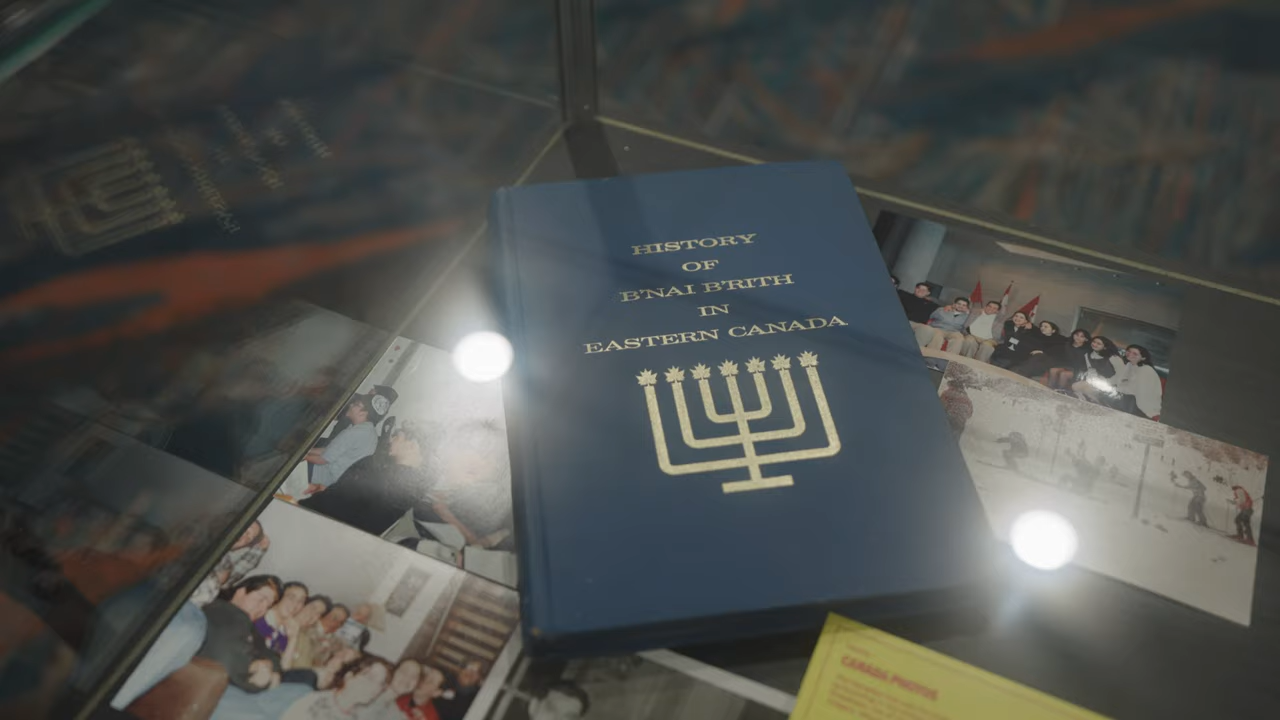 HISTORY
OF
B'NAI B'RITH
IN
EASTERN CANADA
CANADA PHOTOS